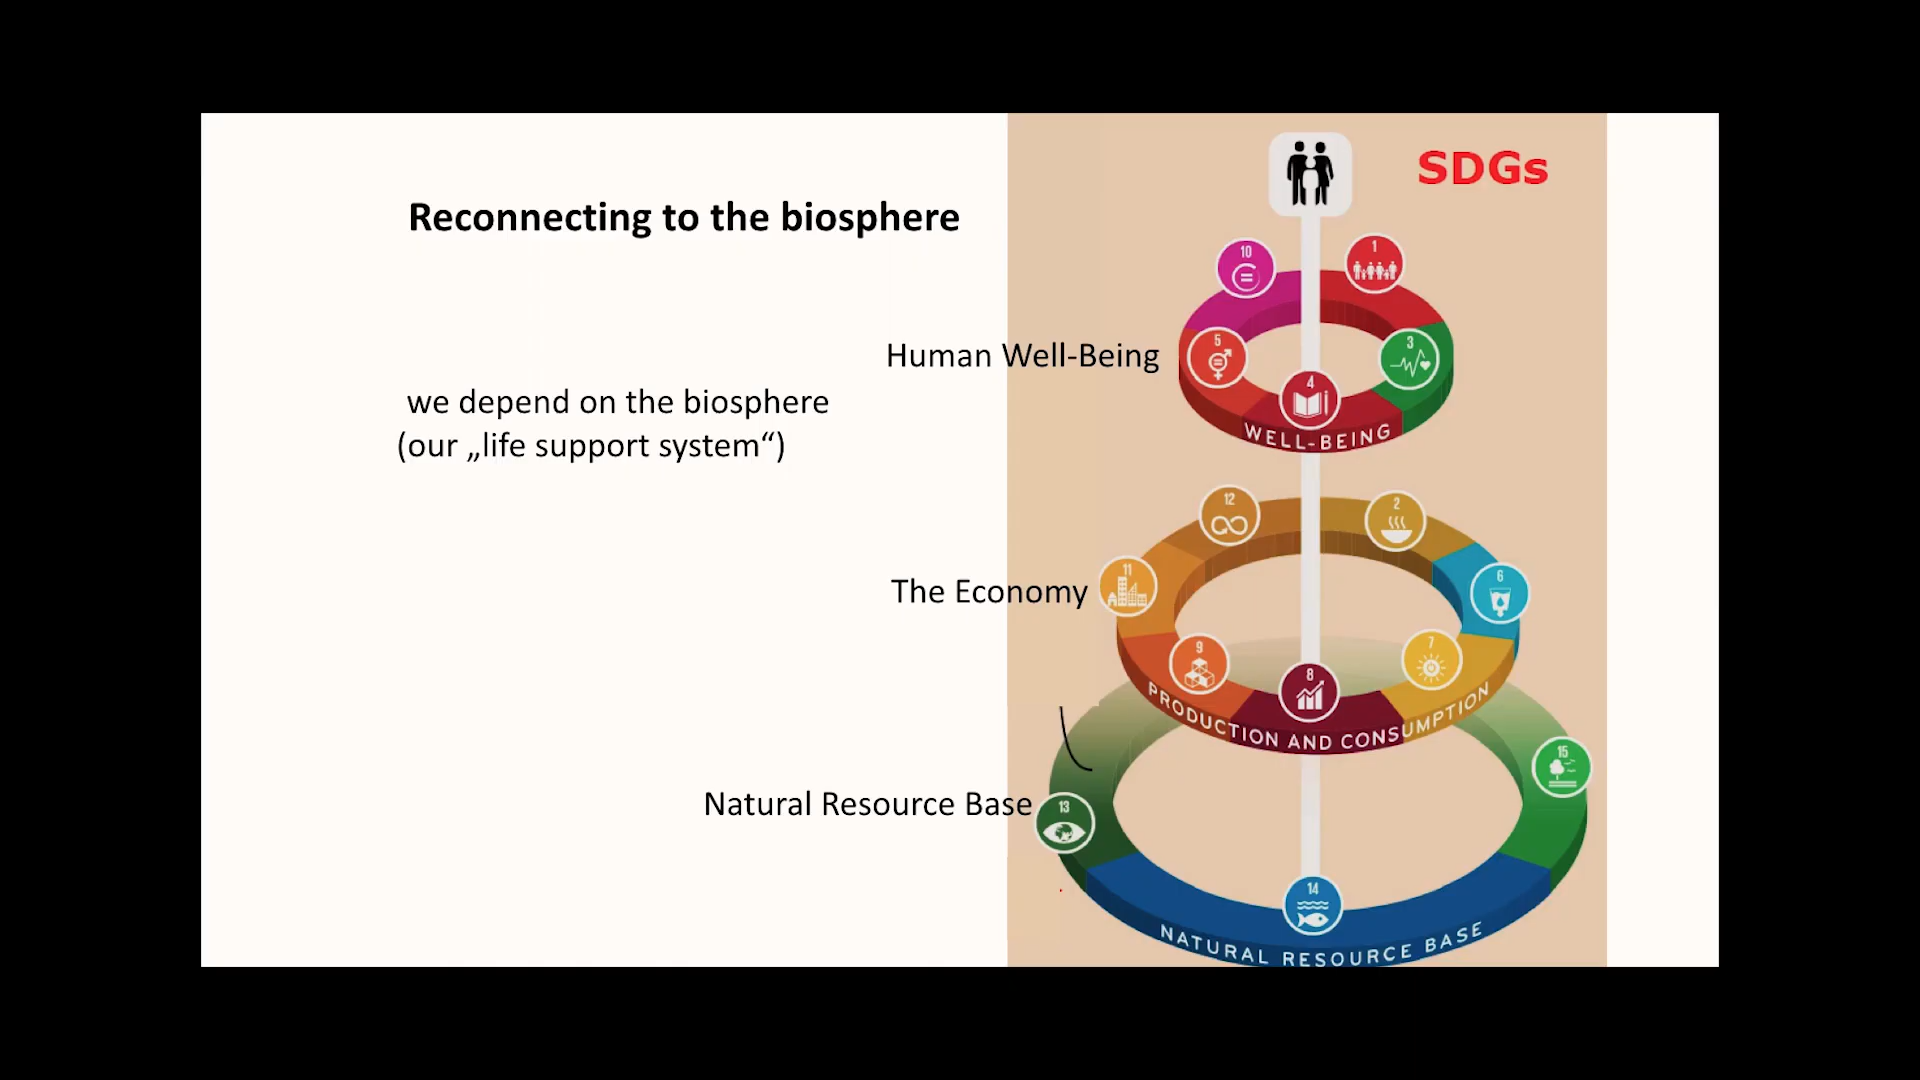 SDGs
Reconnecting to the biosphere
10
1
Human Well-Being
5
3
4
WELL-BEING
we depend on the biosphere
(our „life support system“)
12
2
The Economy
11
6
9
7
8
PRODUCTION AND CONSUMPTION
15
Natural Resource Base
13
14
NATURAL RESOURCE BASE